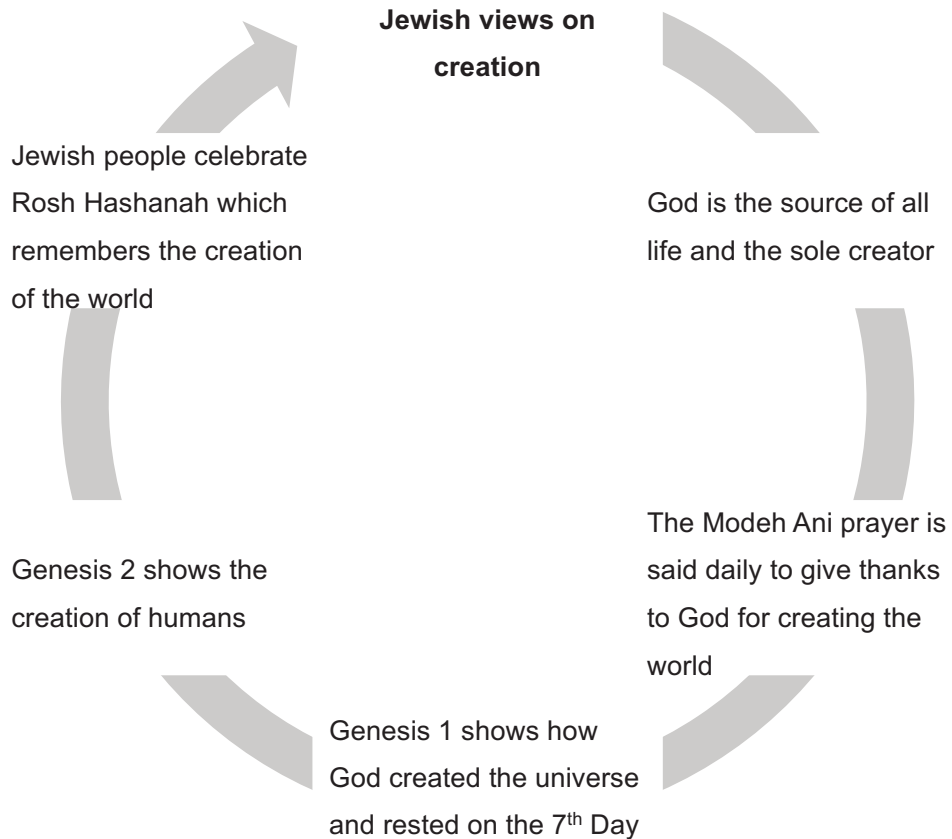 Jewish views on
creation
God is the source of all
life and the sole creator
The Modeh Ani prayer is
said daily to give thanks
to God for creating the
world
Genesis 1 shows how
God created the universe
and rested on the 7th Day
Genesis 2 shows the
creation of humans
Jewish people celebrate
Rosh Hashanah which
remembers the creation
of the world